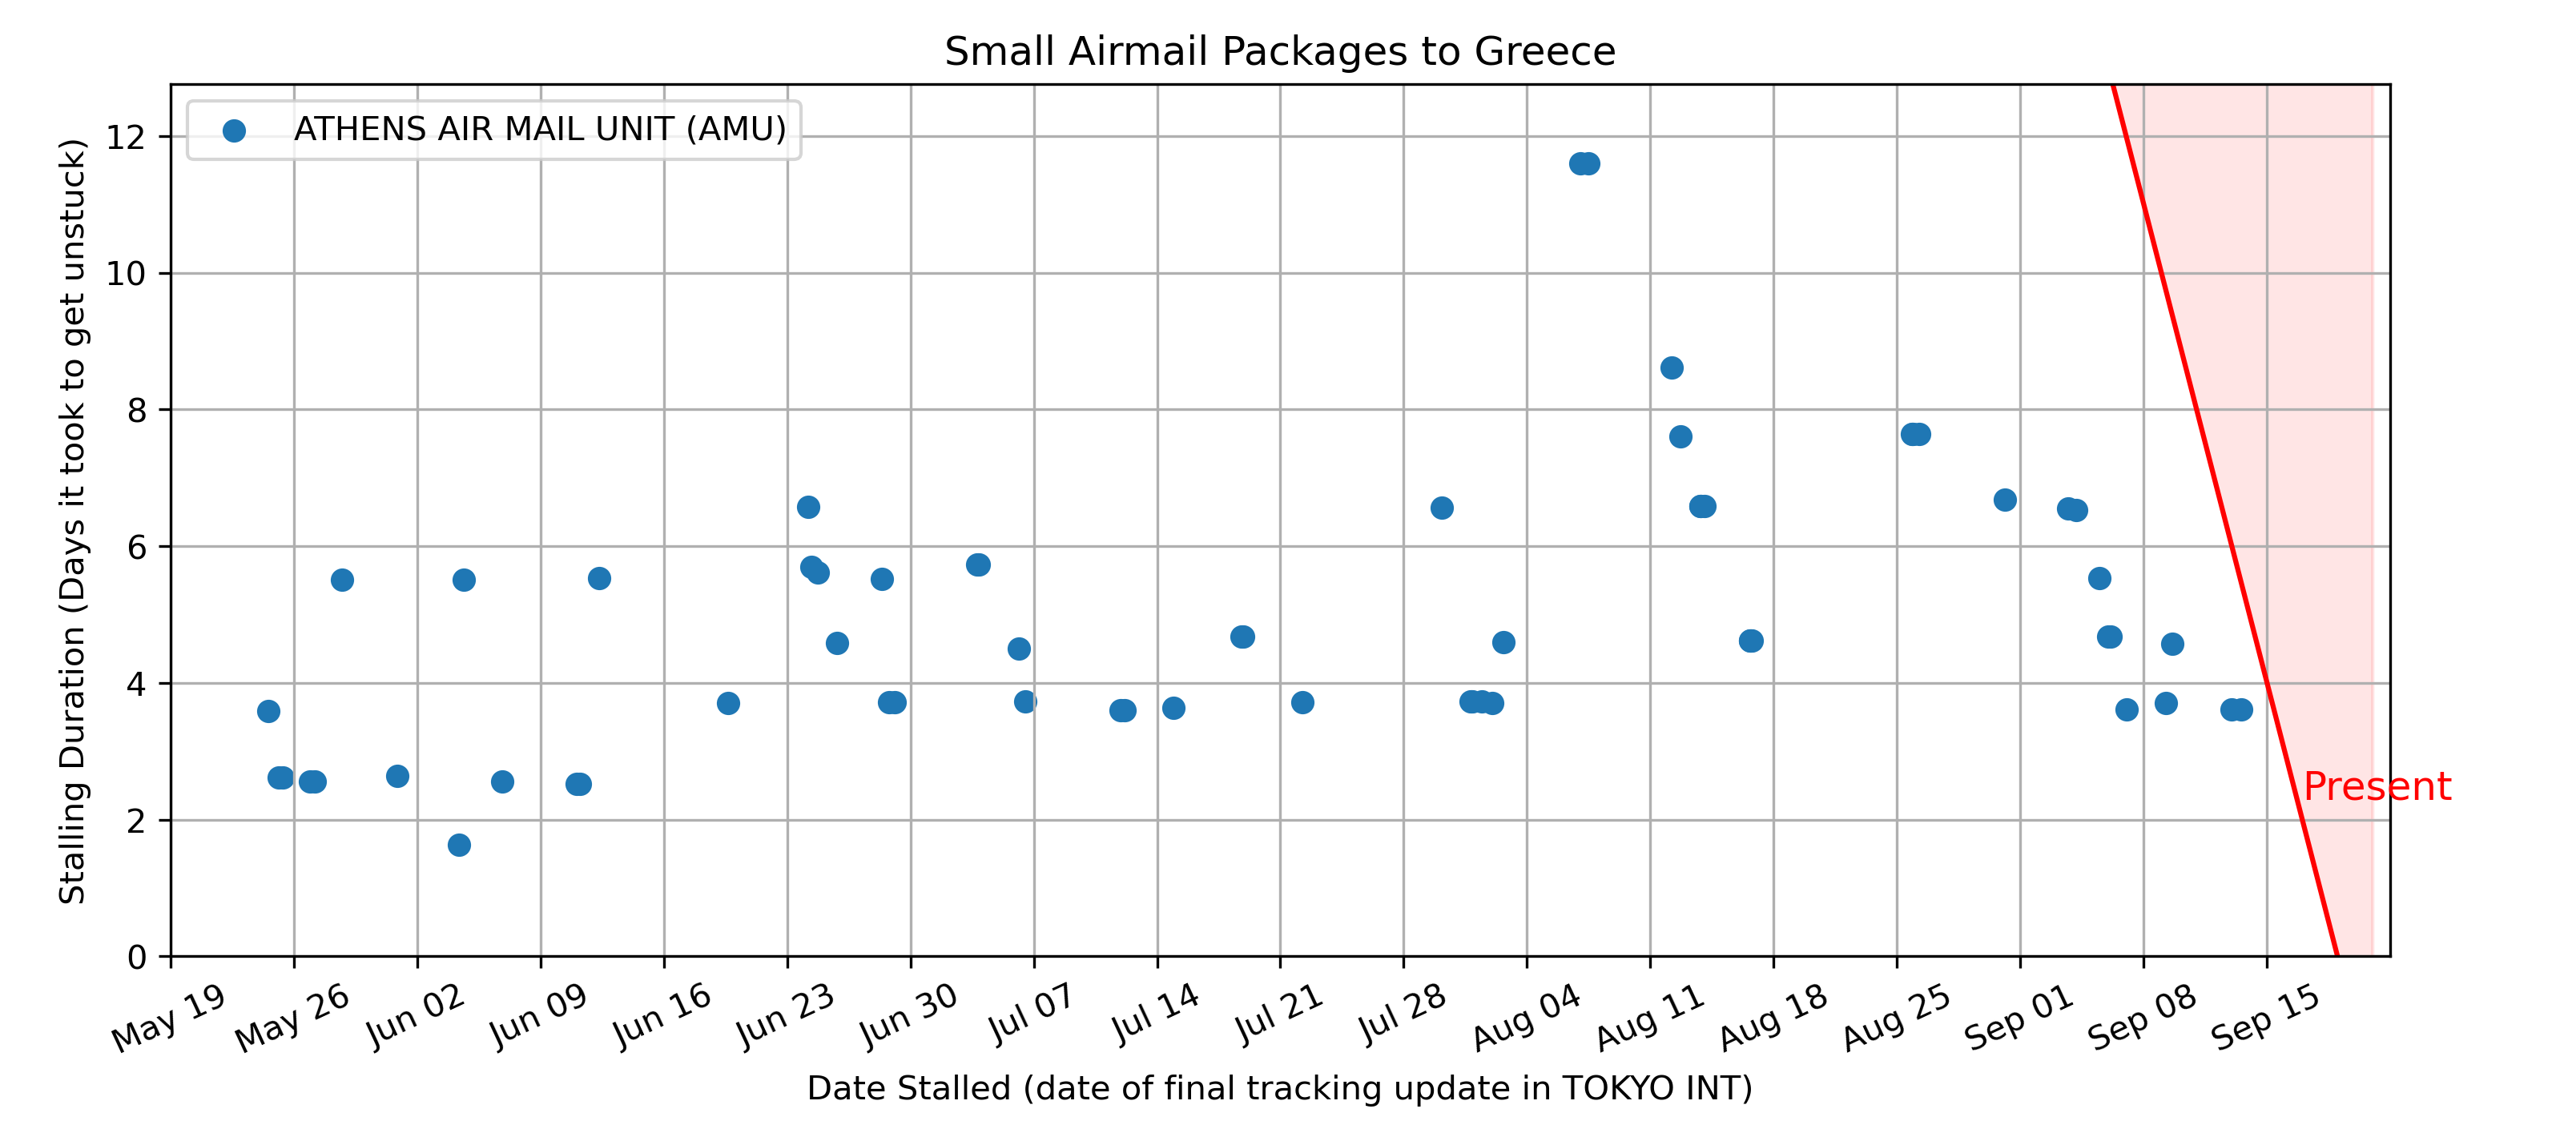 Small Airmail Packages to Greece
ATHENS AIR MAIL UNIT (AMU)
Stalling Duration (Days it took to get unstuck)
12
10
8
6
4
2
0
Present
May 19
May 26
Jun 02
Jun 09
Jun 16
Jun 23
Jun 30
Jul 07
Jul 14
Jul 21
Jul 28
Aug 04
Aug 11
Aug 18
Aug 25
Sep 01
Sep 08
Sep 15
Date Stalled (date of final tracking update in TOKYO INT)